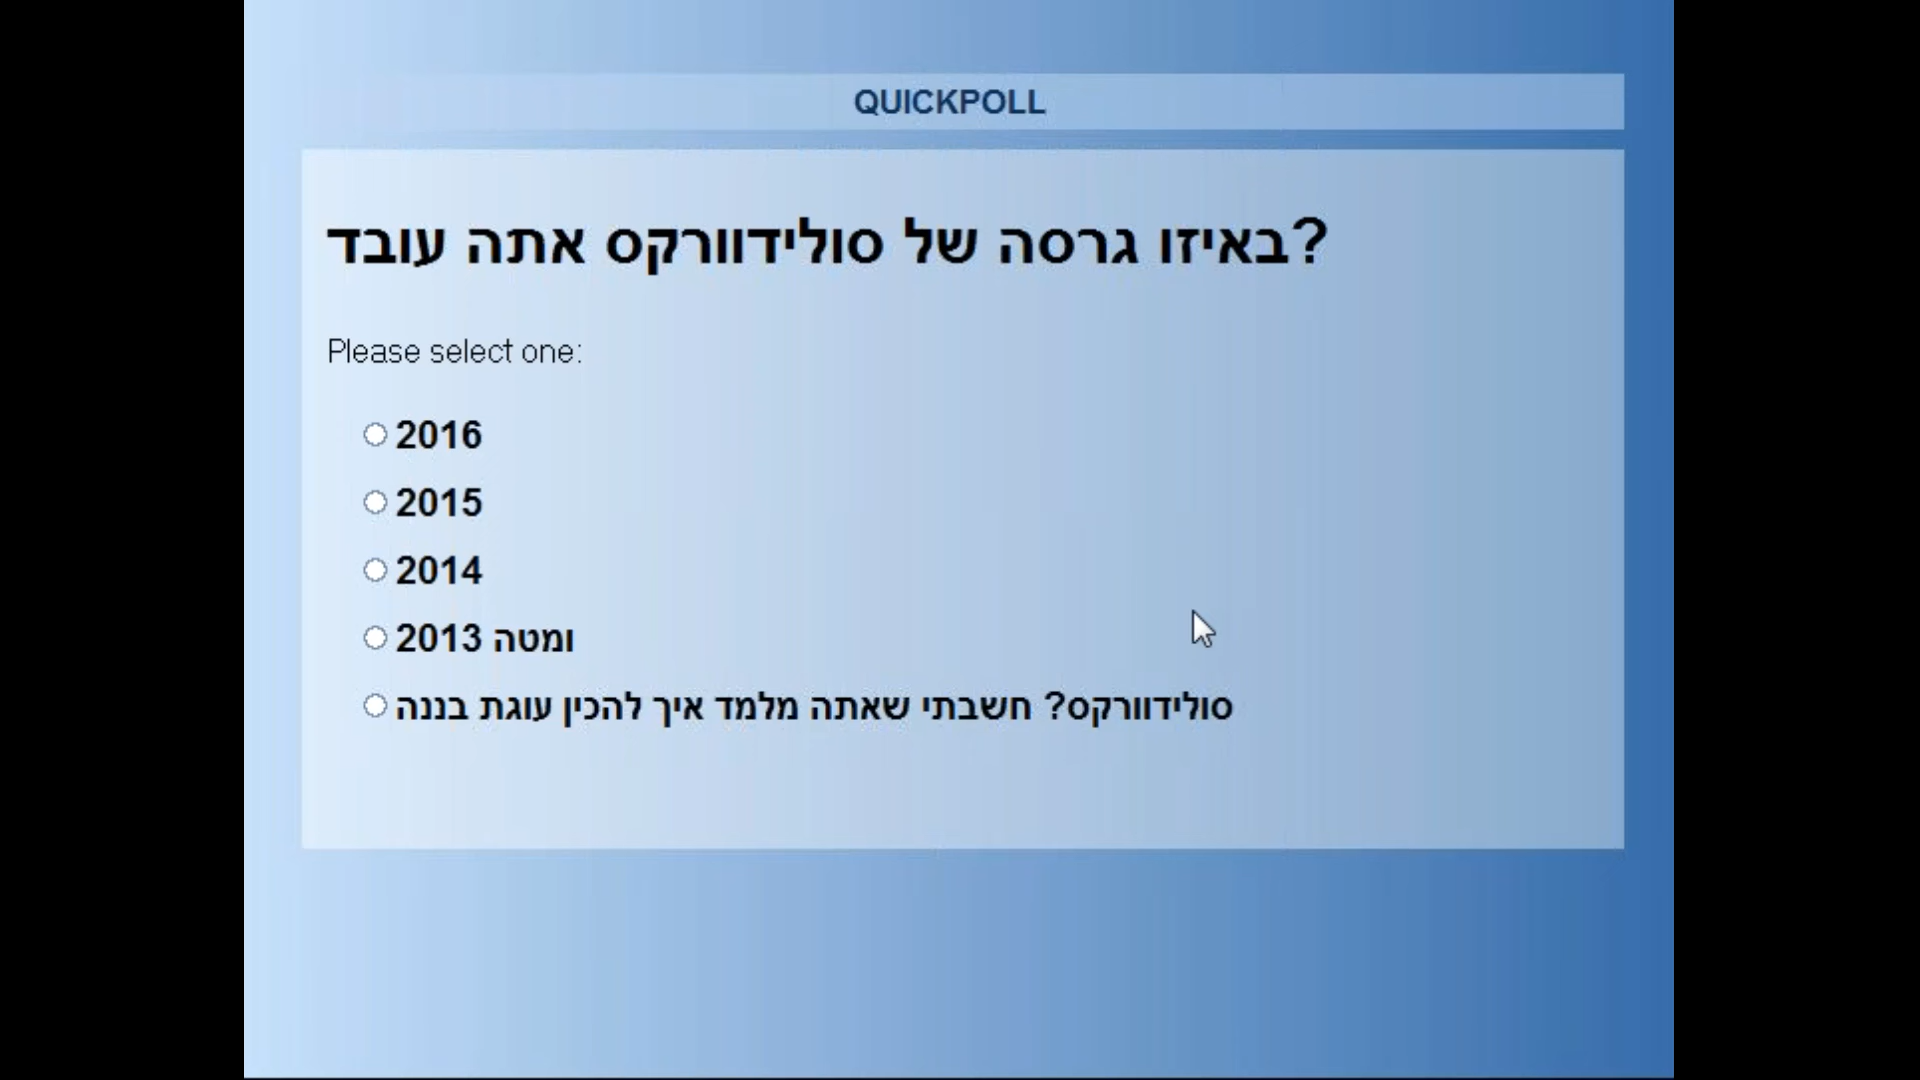 QUICKPOLL
באיזו גרסה של סולידוורקס אתה עובד?
Please select one:
2016
2015
2014
2013 ומטה
סולידוורקס? חשבתי שאתה מלמד איך להכין עוגת בננה